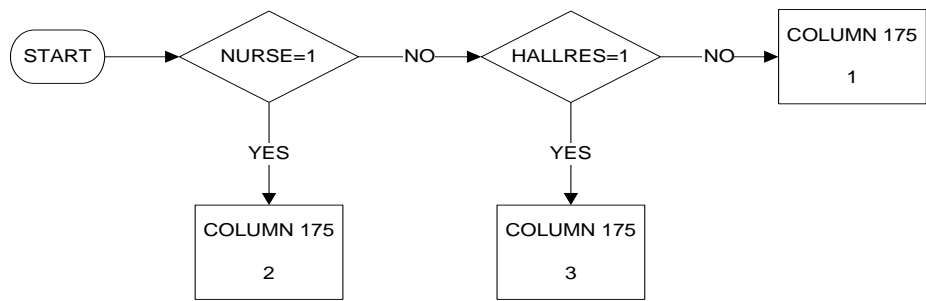 START
NURSE=1
NO
HALLRES=1
NO
COLUMN 175
1
YES
YES
COLUMN 175
2
COLUMN 175
3